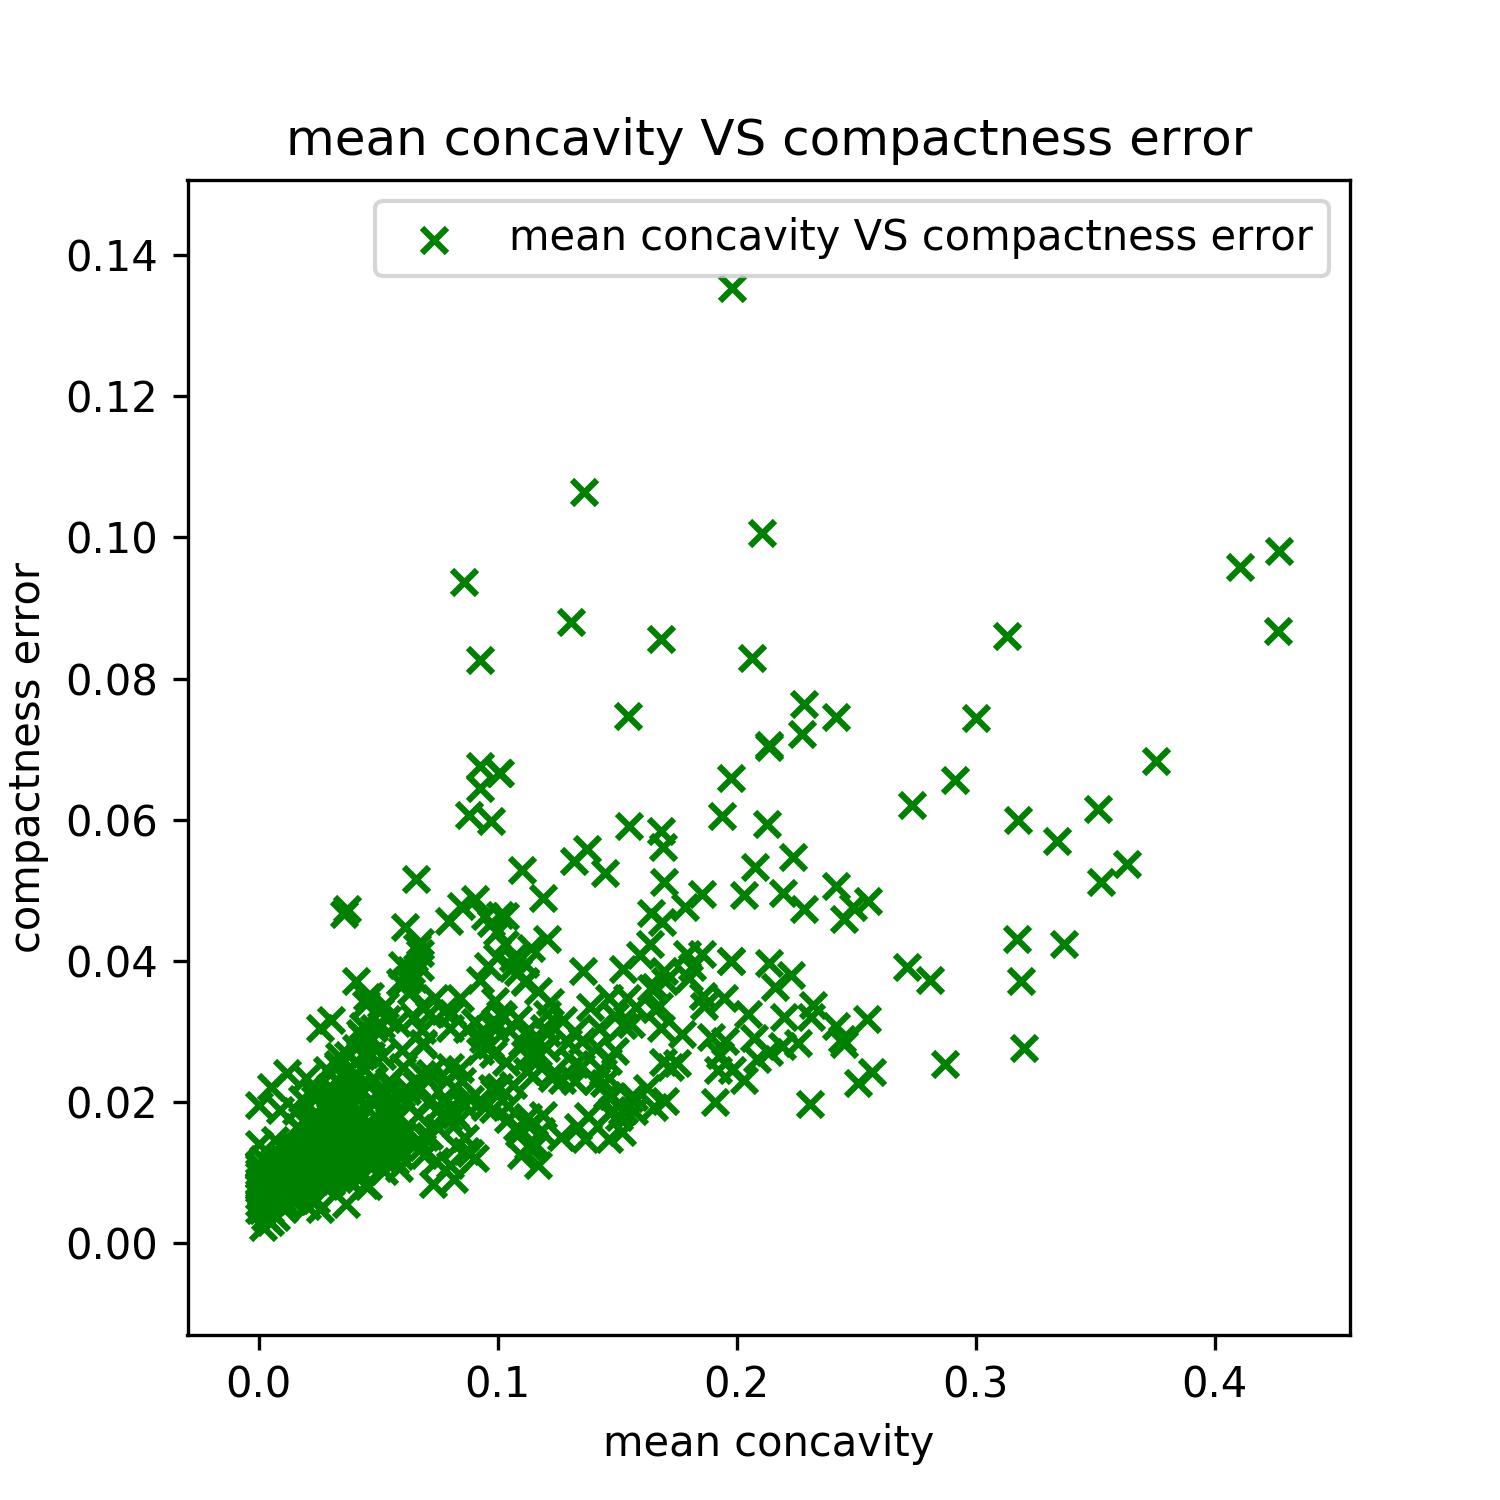 mean concavity VS compactness error
mean concavity VS compactness error
0.14
0.12
0.10
0.08
0.06
0.04
0.02
0.00
compactness error
0.0 0.1 0.2 0.3 0.4
mean concavity